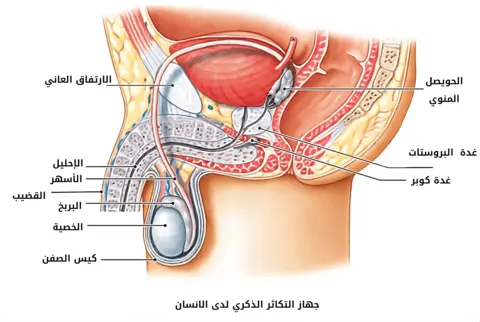 الارتفاق العاني
الحويصل
المنوي
غدة البروستات
غدة كوبر
الإحليل
الأسهر
القضيب
البربخ
الخصية
كيس الصفن
جهاز التكاثر الذكري لدى الانسان